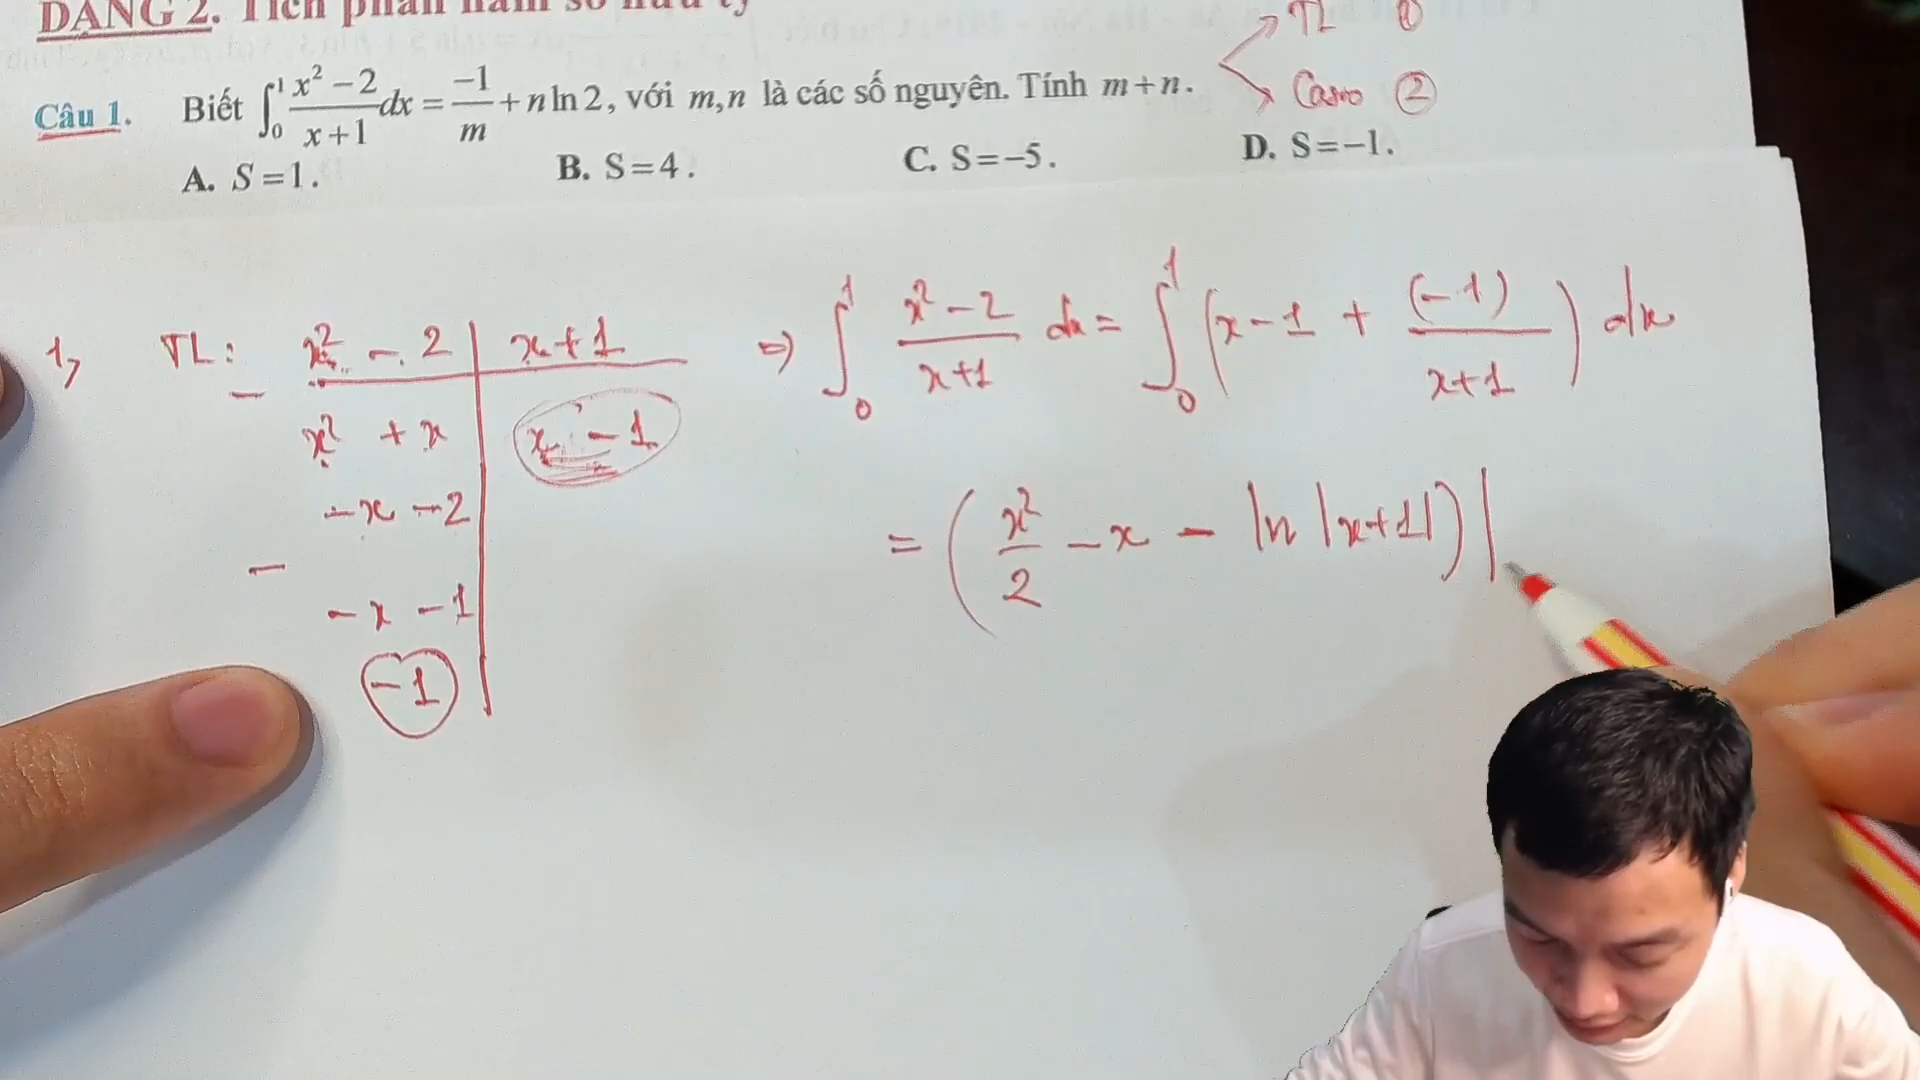 DẠNG 2. Tích phân hàm số hữu tỷ
TL ①
Câu 1. Biết ∫₀¹ (x² − 2)/(x + 1) dx = −1/m + n ln 2, với m, n là các số nguyên. Tính m + n.
Casio ②
A. S = 1. B. S = 4. C. S = −5. D. S = −1.
1, TL: x² − 2 | x + 1
⇒ ∫₀¹ (x² − 2)/(x + 1) dx = ∫₀¹ (x − 1 + (−1)/(x + 1)) dx
− x² + x | x − 1
− x − 2
= (x²/2 − x − ln |x + 1|) |
− − x − 1
−1